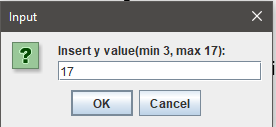 Input
Insert y value(min 3, max 17):
17
OK Cancel